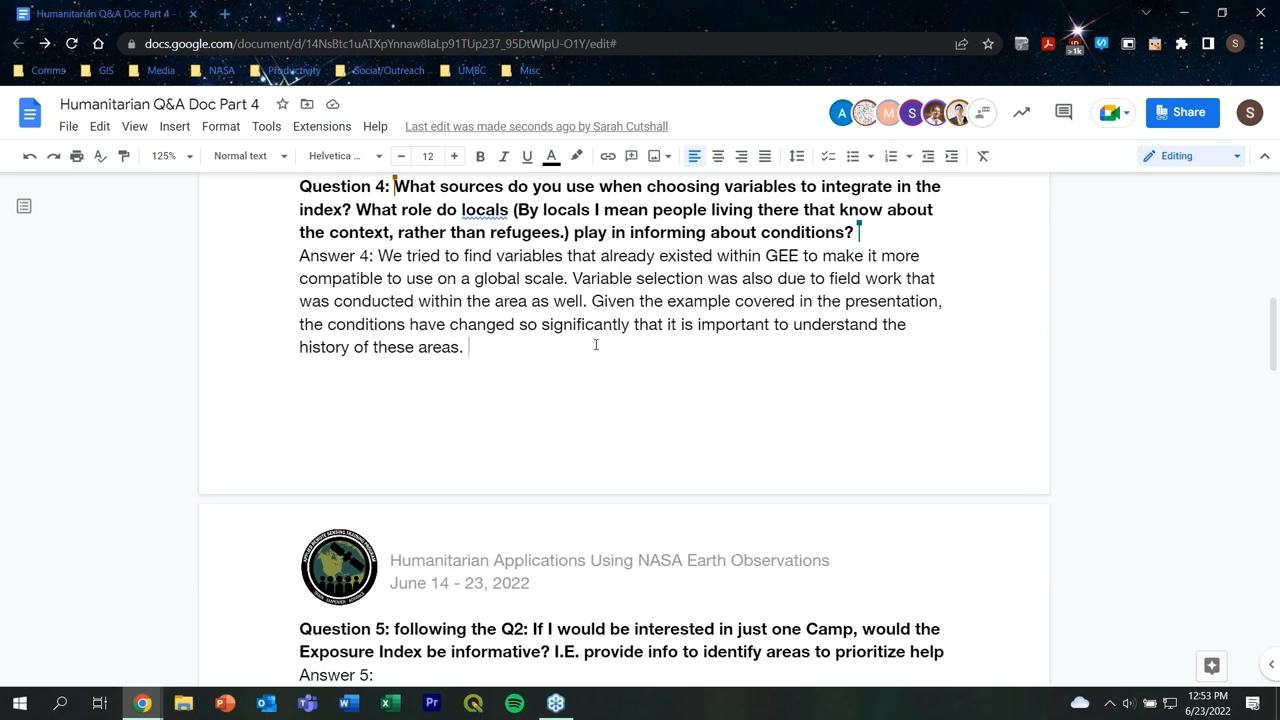 Humanitarian Q&A Doc Part 4 -
docs.google.com/document/d/14NsBtc1uATXpYnnaw8IaLp91TUp237_95DtWIpU-O1Y/edit#
>1k
S
Comms GIS Media NASA Productivity Social/Outreach UMBC Misc
Humanitarian Q&A Doc Part 4
A M S
Share
S
File Edit View Insert Format Tools Extensions Help Last edit was made seconds ago by Sarah Cutshall
125% Normal text Helvetica ... 12 B I U A Editing
Question 4: What sources do you use when choosing variables to integrate in the
index? What role do locals (By locals I mean people living there that know about
the context, rather than refugees.) play in informing about conditions?
Answer 4: We tried to find variables that already existed within GEE to make it more
compatible to use on a global scale. Variable selection was also due to field work that
was conducted within the area as well. Given the example covered in the presentation,
the conditions have changed so significantly that it is important to understand the
history of these areas.
Humanitarian Applications Using NASA Earth Observations
June 14 - 23, 2022
Question 5: following the Q2: If I would be interested in just one Camp, would the
Exposure Index be informative? I.E. provide info to identify areas to prioritize help
Answer 5:
12:53 PM
6/23/2022